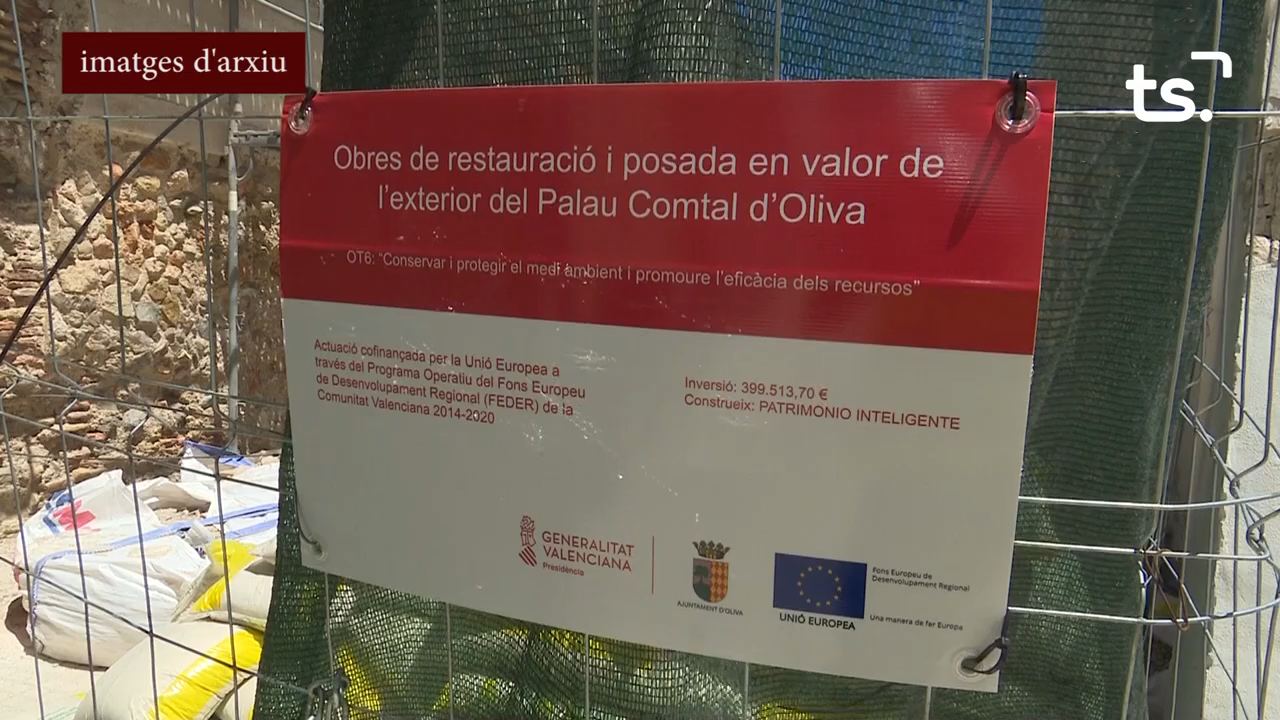 imatges d'arxiu
ts.
Obres de restauració i posada en valor de
l'exterior del Palau Comtal d'Oliva
OT6: "Conservar i protegir el medi ambient i promoure l'eficàcia dels recursos"
Actuació cofinançada per la Unió Europea a
través del Programa Operatiu del Fons Europeu
de Desenvolupament Regional (FEDER) de la
Comunitat Valenciana 2014-2020
Inversió: 399.513,70 €
Construeix: PATRIMONIO INTELIGENTE
GENERALITAT
VALENCIANA
Presidència
AJUNTAMENT D'OLIVA
UNIÓ EUROPEA
Fons Europeu de
Desenvolupament Regional
Una manera de fer Europa